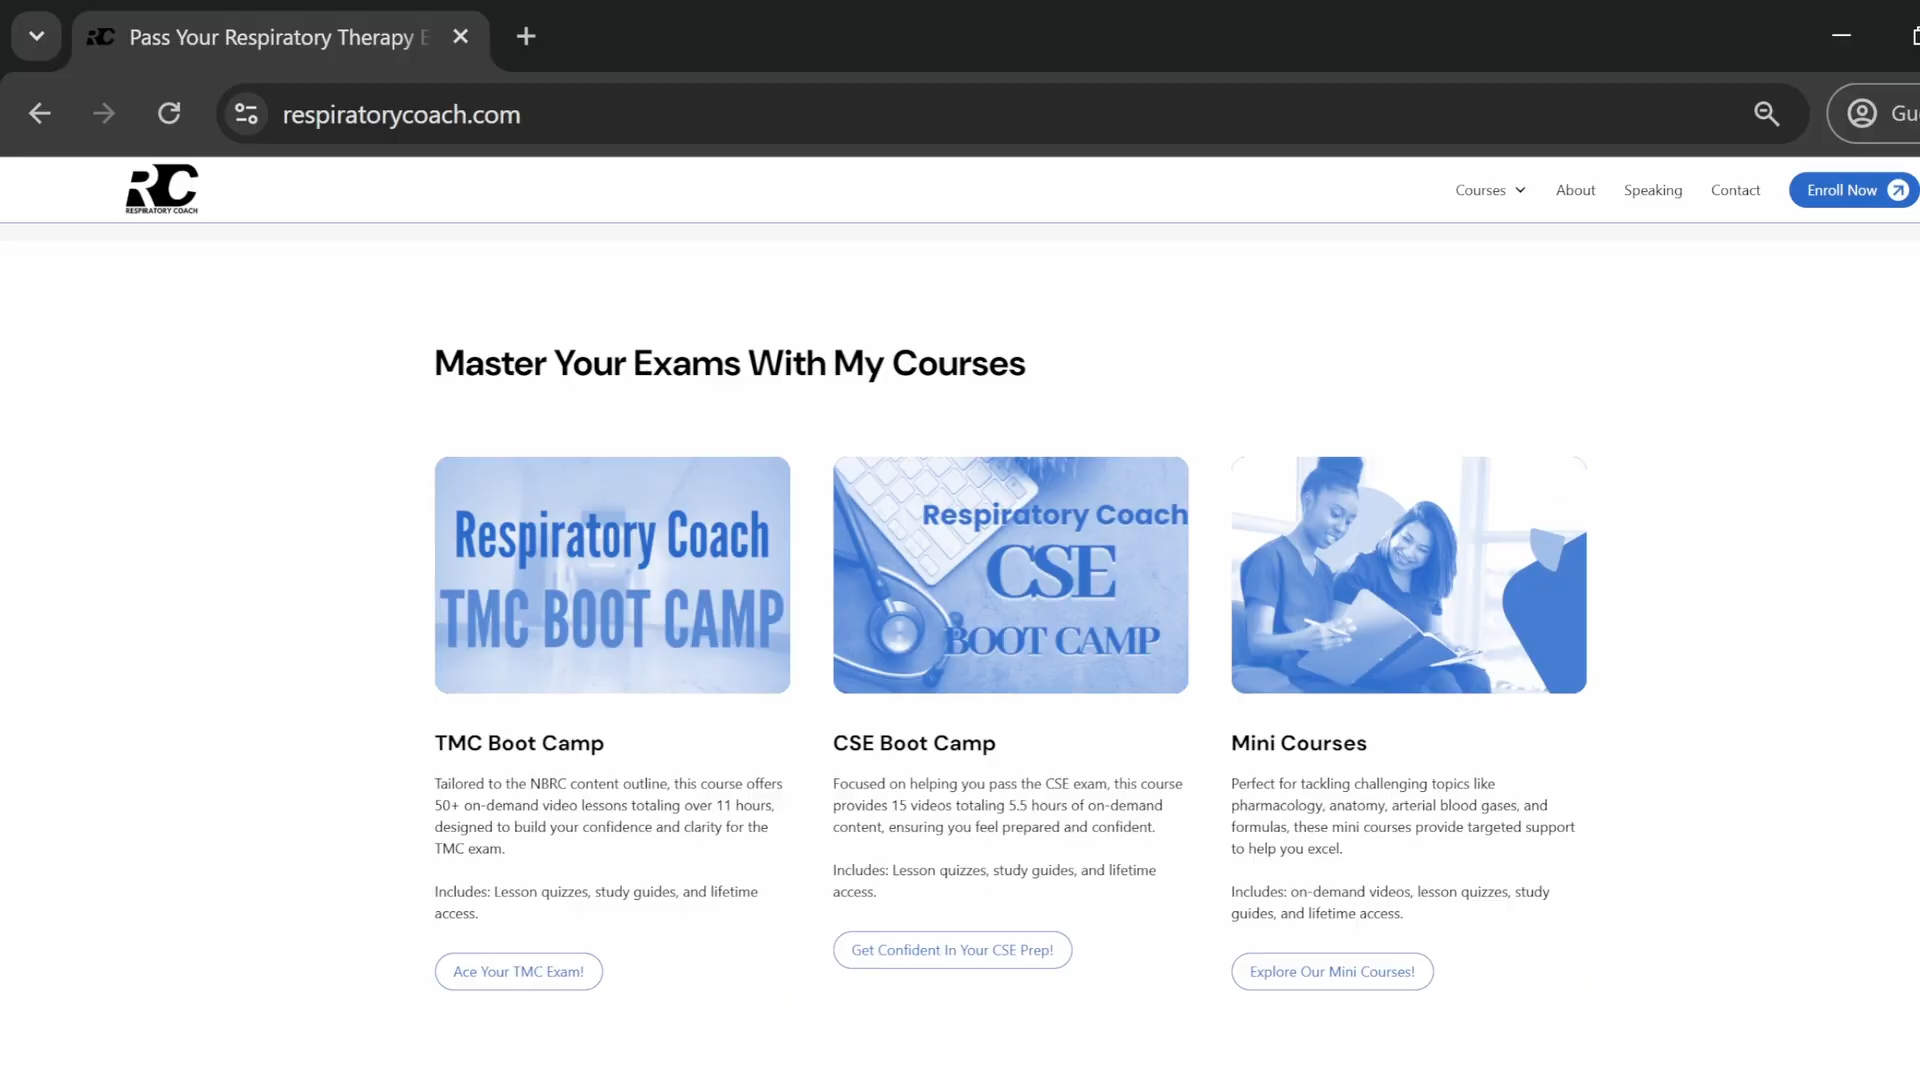 Pass Your Respiratory Therapy
respiratorycoach.com
RC
RESPIRATORY COACH
Courses
About
Speaking
Contact
Enroll Now
Master Your Exams With My Courses
Respiratory Coach
TMC BOOT CAMP
Respiratory Coach
CSE
BOOT CAMP
TMC Boot Camp
Tailored to the NBRC content outline, this course offers
50+ on-demand video lessons totaling over 11 hours,
designed to build your confidence and clarity for the
TMC exam.
Includes: Lesson quizzes, study guides, and lifetime
access.
Ace Your TMC Exam!
CSE Boot Camp
Focused on helping you pass the CSE exam, this course
provides 15 videos totaling 5.5 hours of on-demand
content, ensuring you feel prepared and confident.
Includes: Lesson quizzes, study guides, and lifetime
access.
Get Confident In Your CSE Prep!
Mini Courses
Perfect for tackling challenging topics like
pharmacology, anatomy, arterial blood gases, and
formulas, these mini courses provide targeted support
to help you excel.
Includes: on-demand videos, lesson quizzes, study
guides, and lifetime access.
Explore Our Mini Courses!